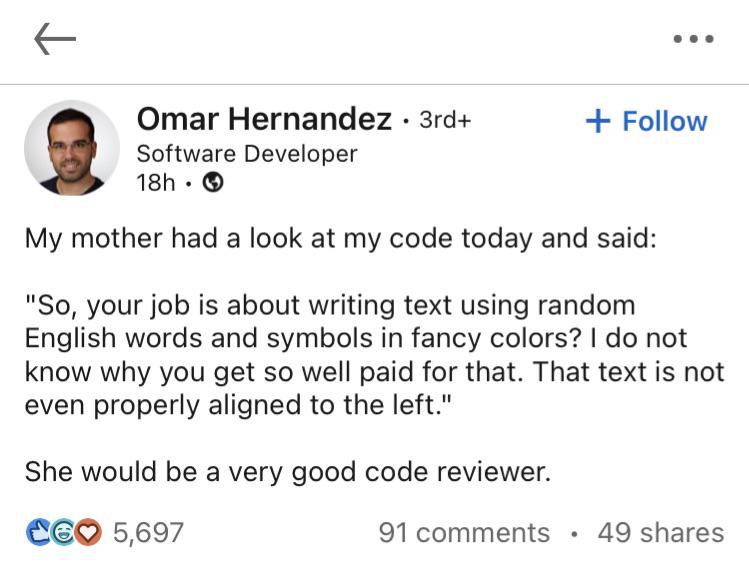 Omar Hernandez • 3rd+
+ Follow
Software Developer
18h •
My mother had a look at my code today and said:
"So, your job is about writing text using random
English words and symbols in fancy colors? I do not
know why you get so well paid for that. That text is not
even properly aligned to the left."
She would be a very good code reviewer.
5,697
91 comments • 49 shares